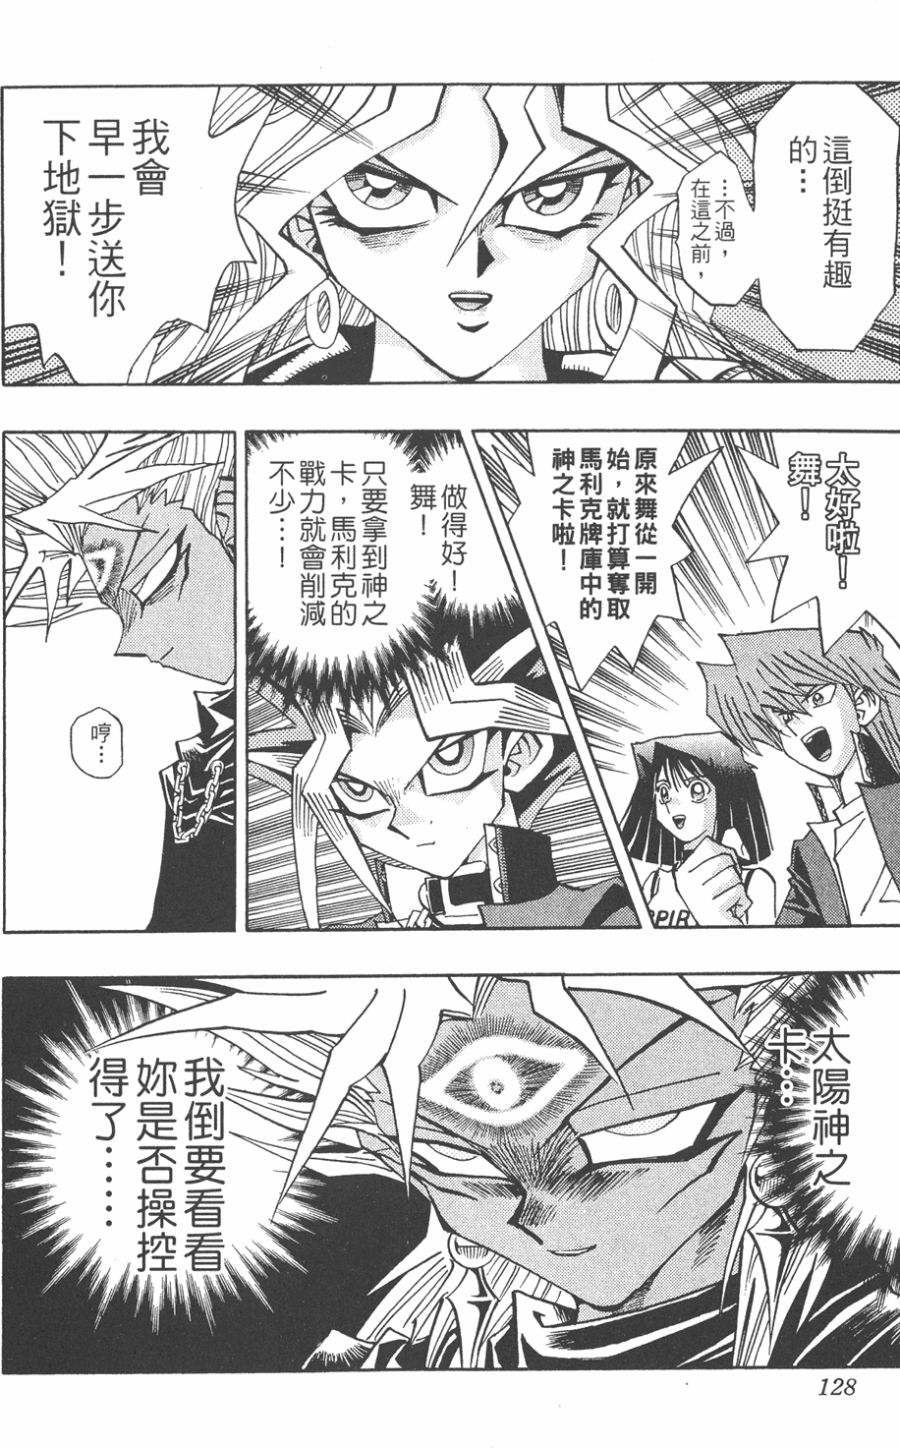 這倒挺有趣
的…
…不過，
在這之前，
我會
早一步送你
下地獄！
太好啦！
舞！
原來舞從一開
始，就打算奪取
馬利克牌庫中的
神之卡啦！
做得好！
舞！
只要拿到神之
卡，馬利克的
戰力就會削減
不少…！
哼…
SPIR
太陽神之
卡…
我倒要看看
妳是否操控
得了……
128